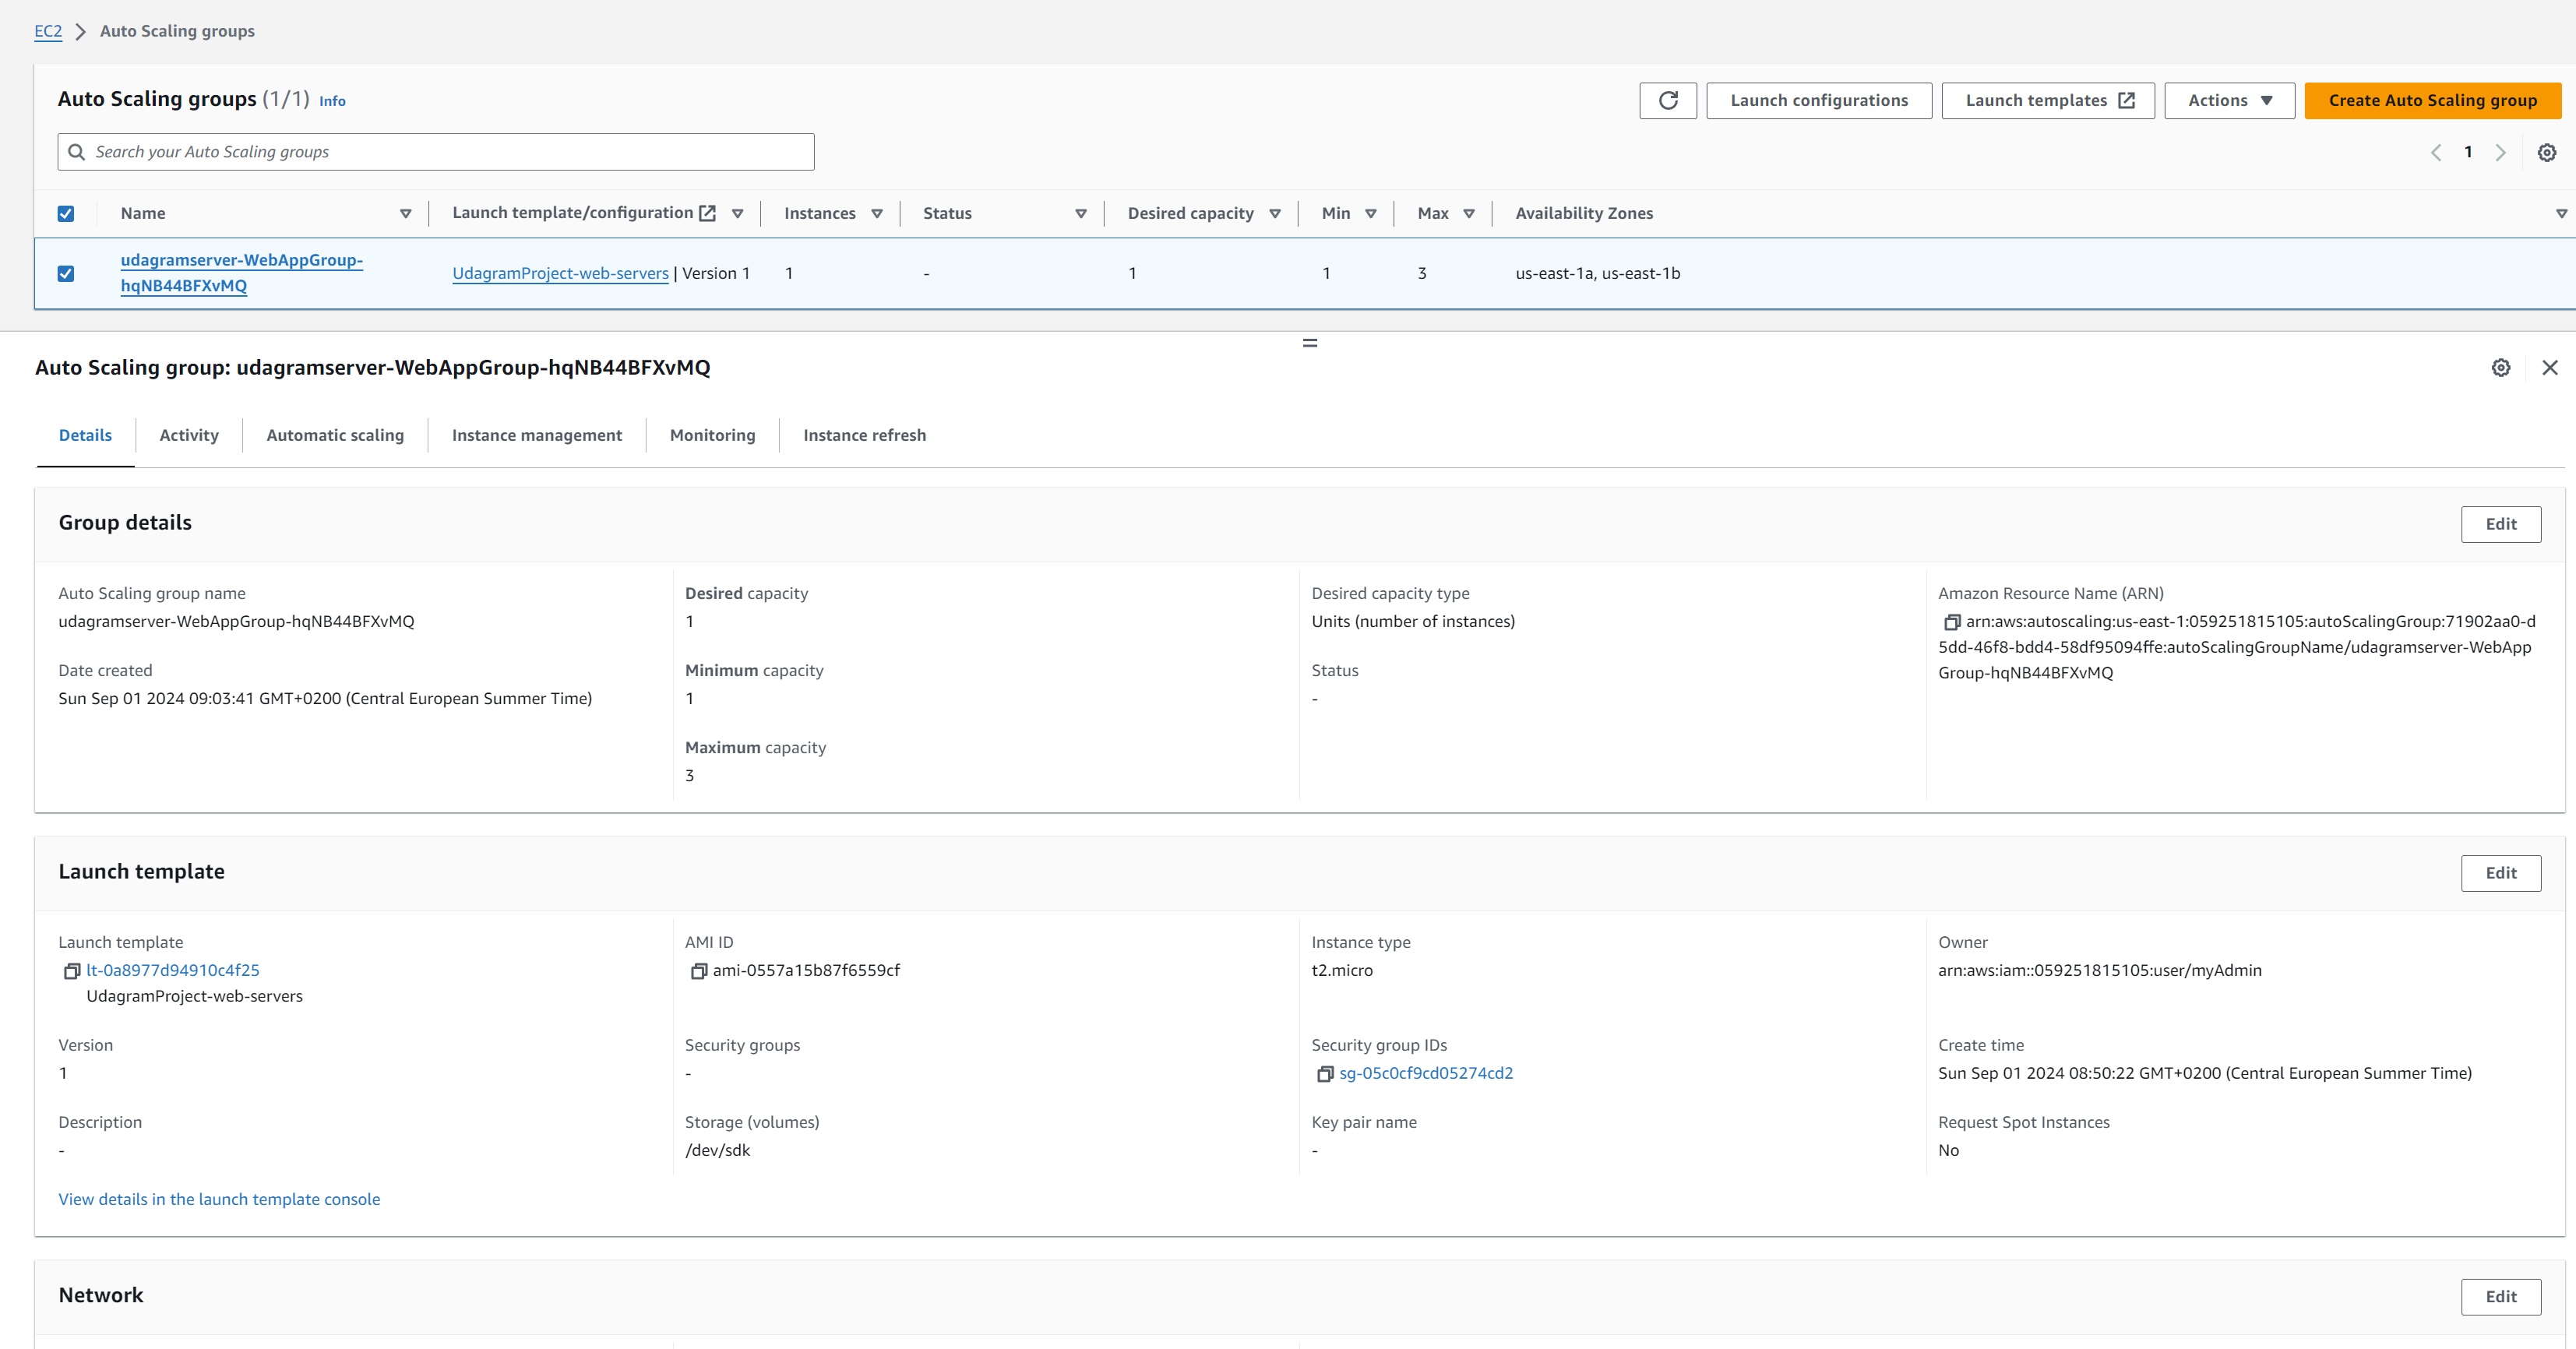 EC2 > Auto Scaling groups
Auto Scaling groups (1/1) Info
Launch configurations
Launch templates
Actions
Create Auto Scaling group
Search your Auto Scaling groups
1
Name
Launch template/configuration
Instances
Status
Desired capacity
Min
Max
Availability Zones
udagramserver-WebAppGroup-
hqNB44BFXvMQ
UdagramProject-web-servers | Version 1
1
-
1
1
3
us-east-1a, us-east-1b
Auto Scaling group: udagramserver-WebAppGroup-hqNB44BFXvMQ
Details
Activity
Automatic scaling
Instance management
Monitoring
Instance refresh
Group details
Edit
Auto Scaling group name
udagramserver-WebAppGroup-hqNB44BFXvMQ
Date created
Sun Sep 01 2024 09:03:41 GMT+0200 (Central European Summer Time)
Desired capacity
1
Minimum capacity
1
Maximum capacity
3
Desired capacity type
Units (number of instances)
Status
-
Amazon Resource Name (ARN)
arn:aws:autoscaling:us-east-1:059251815105:autoScalingGroup:71902aa0-d
5dd-46f8-bdd4-58df95094ffe:autoScalingGroupName/udagramserver-WebApp
Group-hqNB44BFXvMQ
Launch template
Edit
Launch template
lt-0a8977d94910c4f25
UdagramProject-web-servers
AMI ID
ami-0557a15b87f6559cf
Instance type
t2.micro
Owner
arn:aws:iam::059251815105:user/myAdmin
Version
1
Security groups
-
Security group IDs
sg-05c0cf9cd05274cd2
Create time
Sun Sep 01 2024 08:50:22 GMT+0200 (Central European Summer Time)
Description
-
Storage (volumes)
/dev/sdk
Key pair name
-
Request Spot Instances
No
View details in the launch template console
Network
Edit